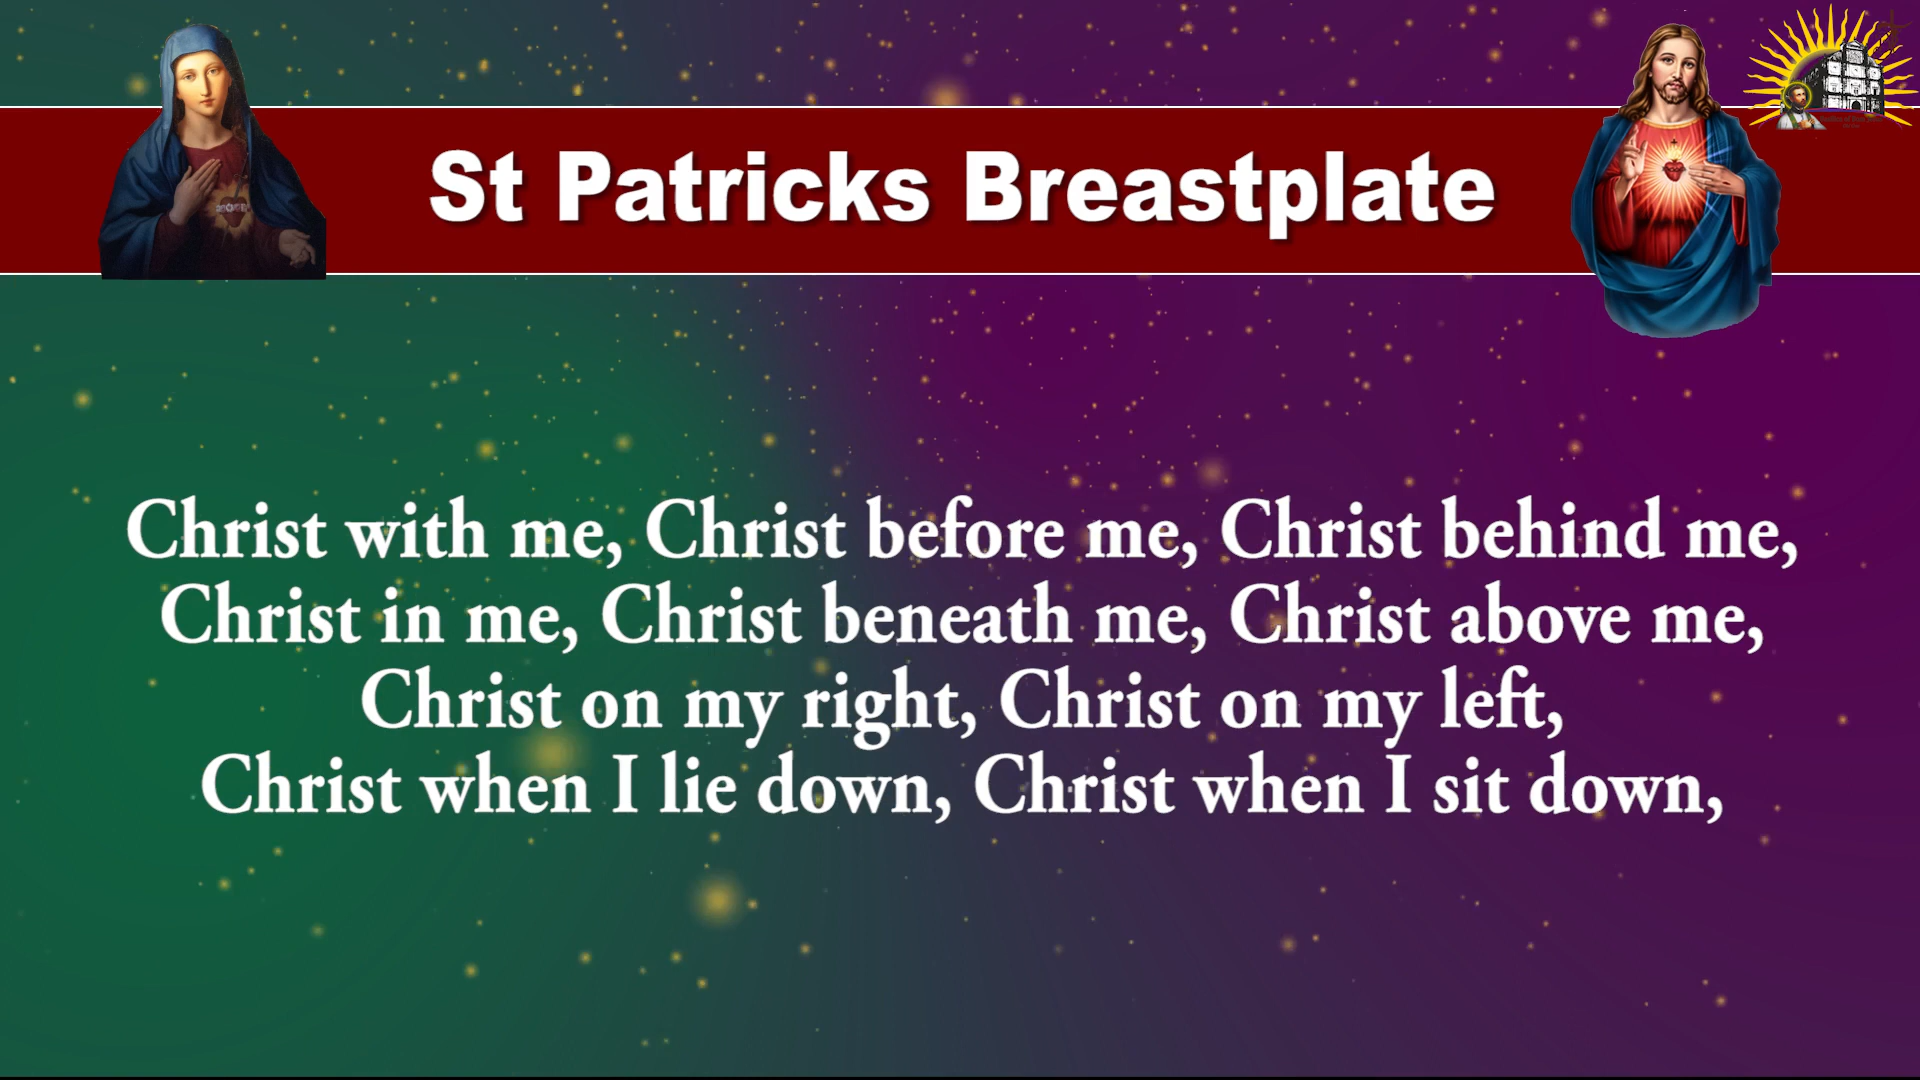 St Patricks Breastplate
Christ with me, Christ before me, Christ behind me,
Christ in me, Christ beneath me, Christ above me,
Christ on my right, Christ on my left,
Christ when I lie down, Christ when I sit down,